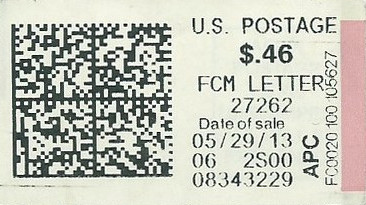 U.S. POSTAGE
$.46
FCM LETTER
27262
Date of sale
05/29/13
06 2S00
08343229
APC
FC0020 100 105627